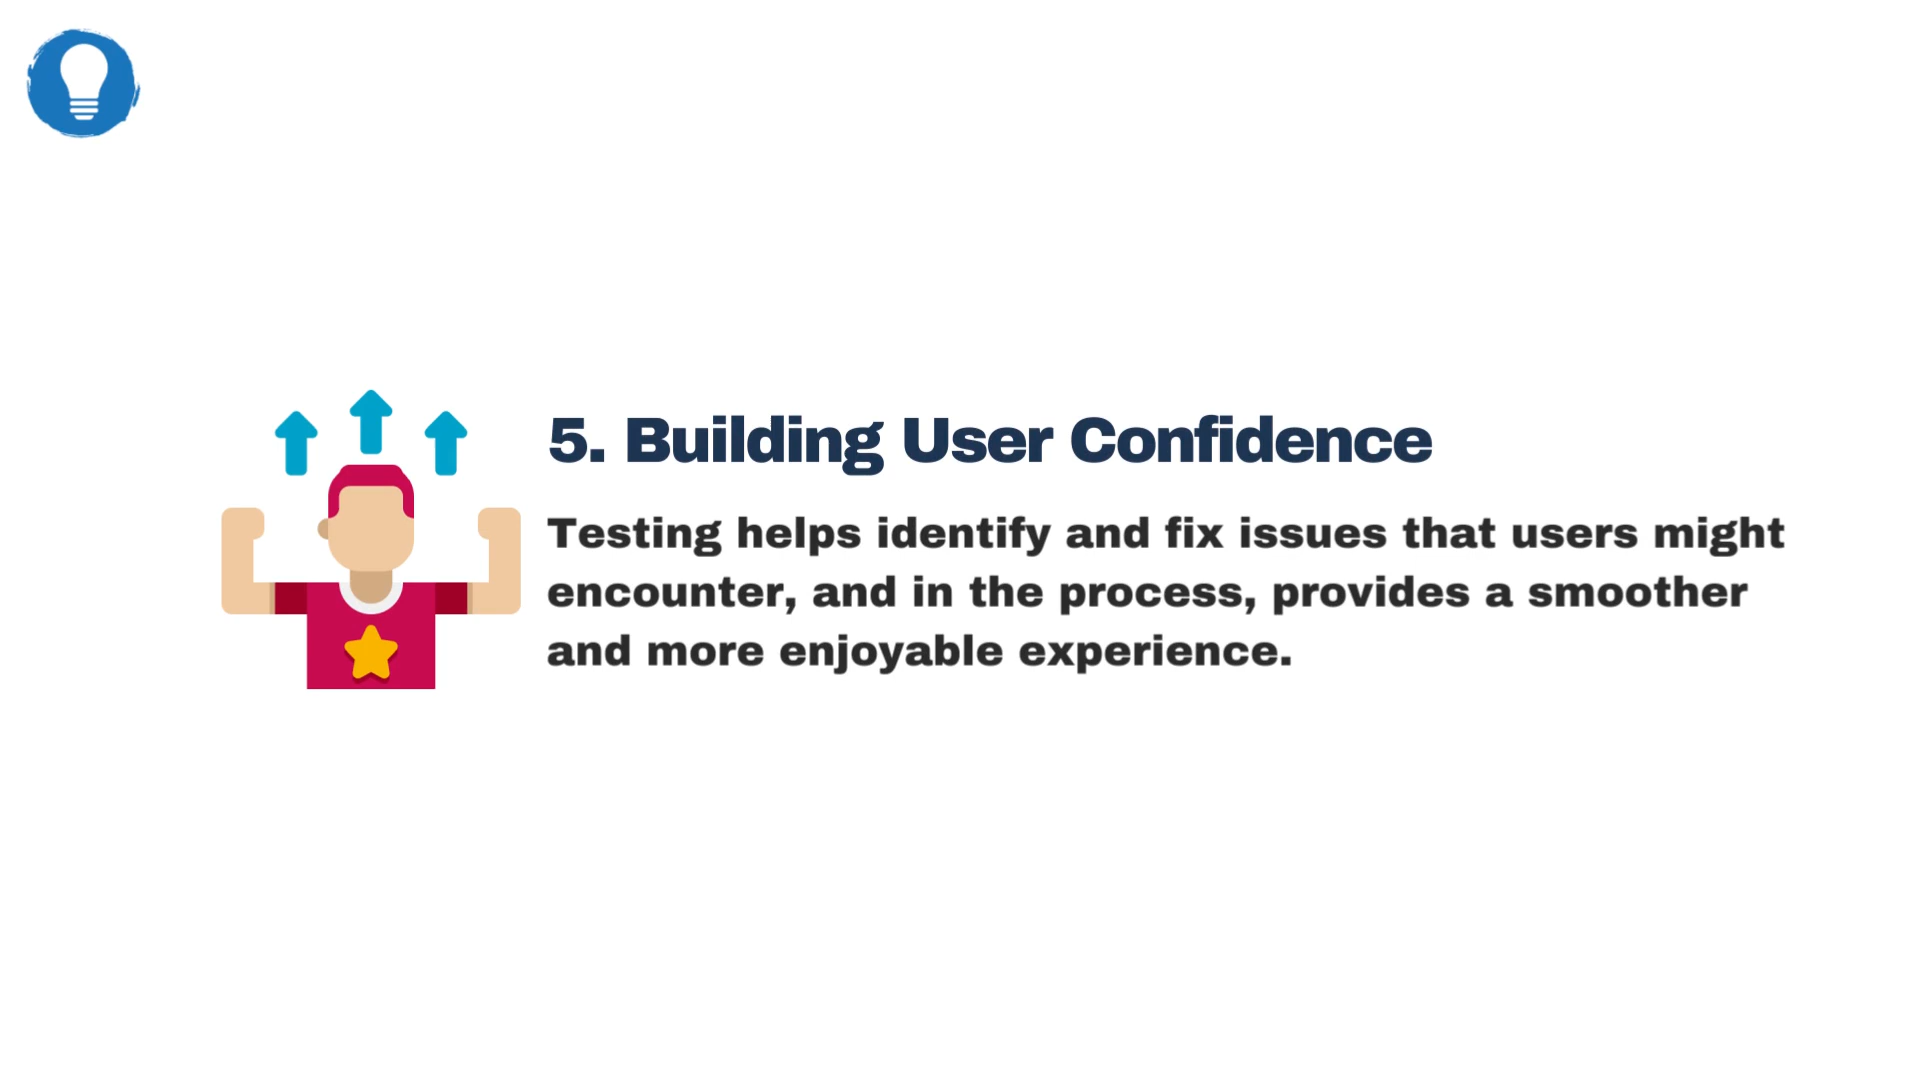 5. Building User Confidence
Testing helps identify and fix issues that users might
encounter, and in the process, provides a smoother
and more enjoyable experience.